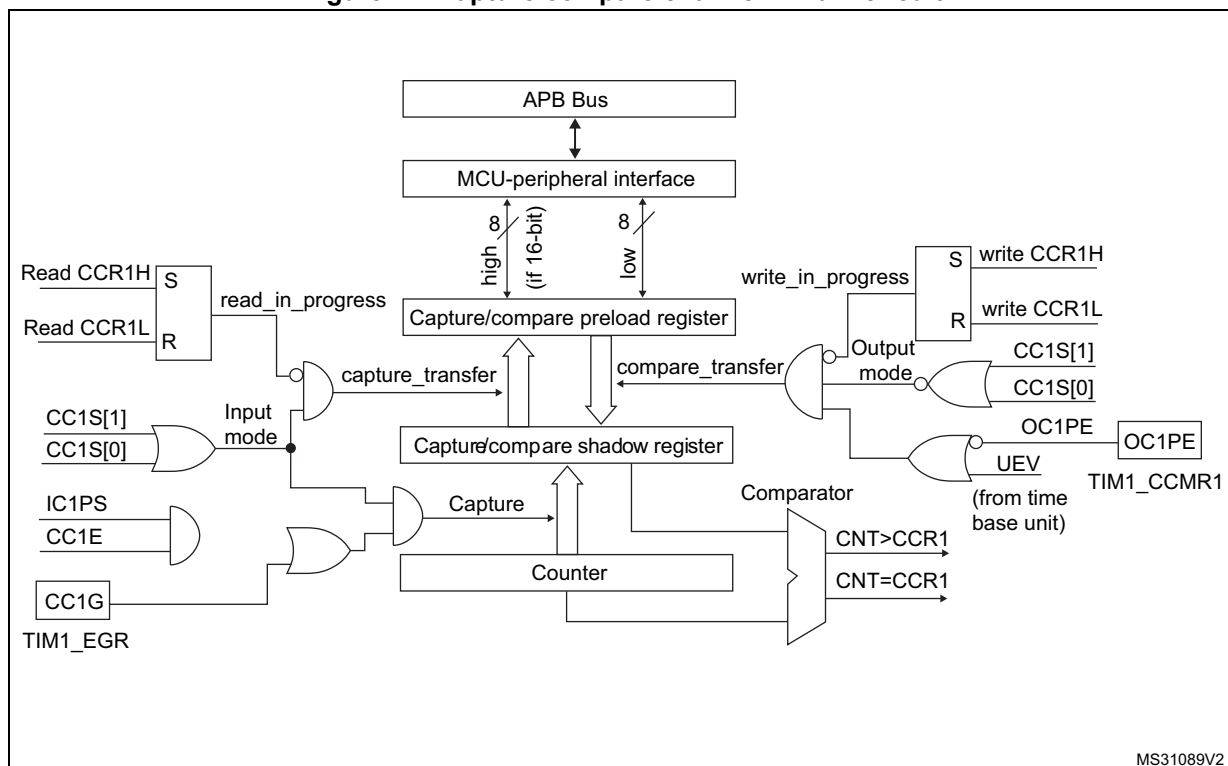 APB Bus
MCU-peripheral interface
8
high
(if 16-bit)
8
low
Read CCR1H
S
read_in_progress
Read CCR1L
R
write_in_progress
S
write CCR1H
R
write CCR1L
Capture/compare preload register
capture_transfer
compare_transfer
Output
mode
CC1S[1]
CC1S[0]
CC1S[1]
CC1S[0]
Input
mode
Capture/compare shadow register
OC1PE
OC1PE
UEV
TIM1_CCMR1
(from time
base unit)
IC1PS
CC1E
Capture
Comparator
CNT>CCR1
CNT=CCR1
Counter
CC1G
TIM1_EGR
MS31089V2